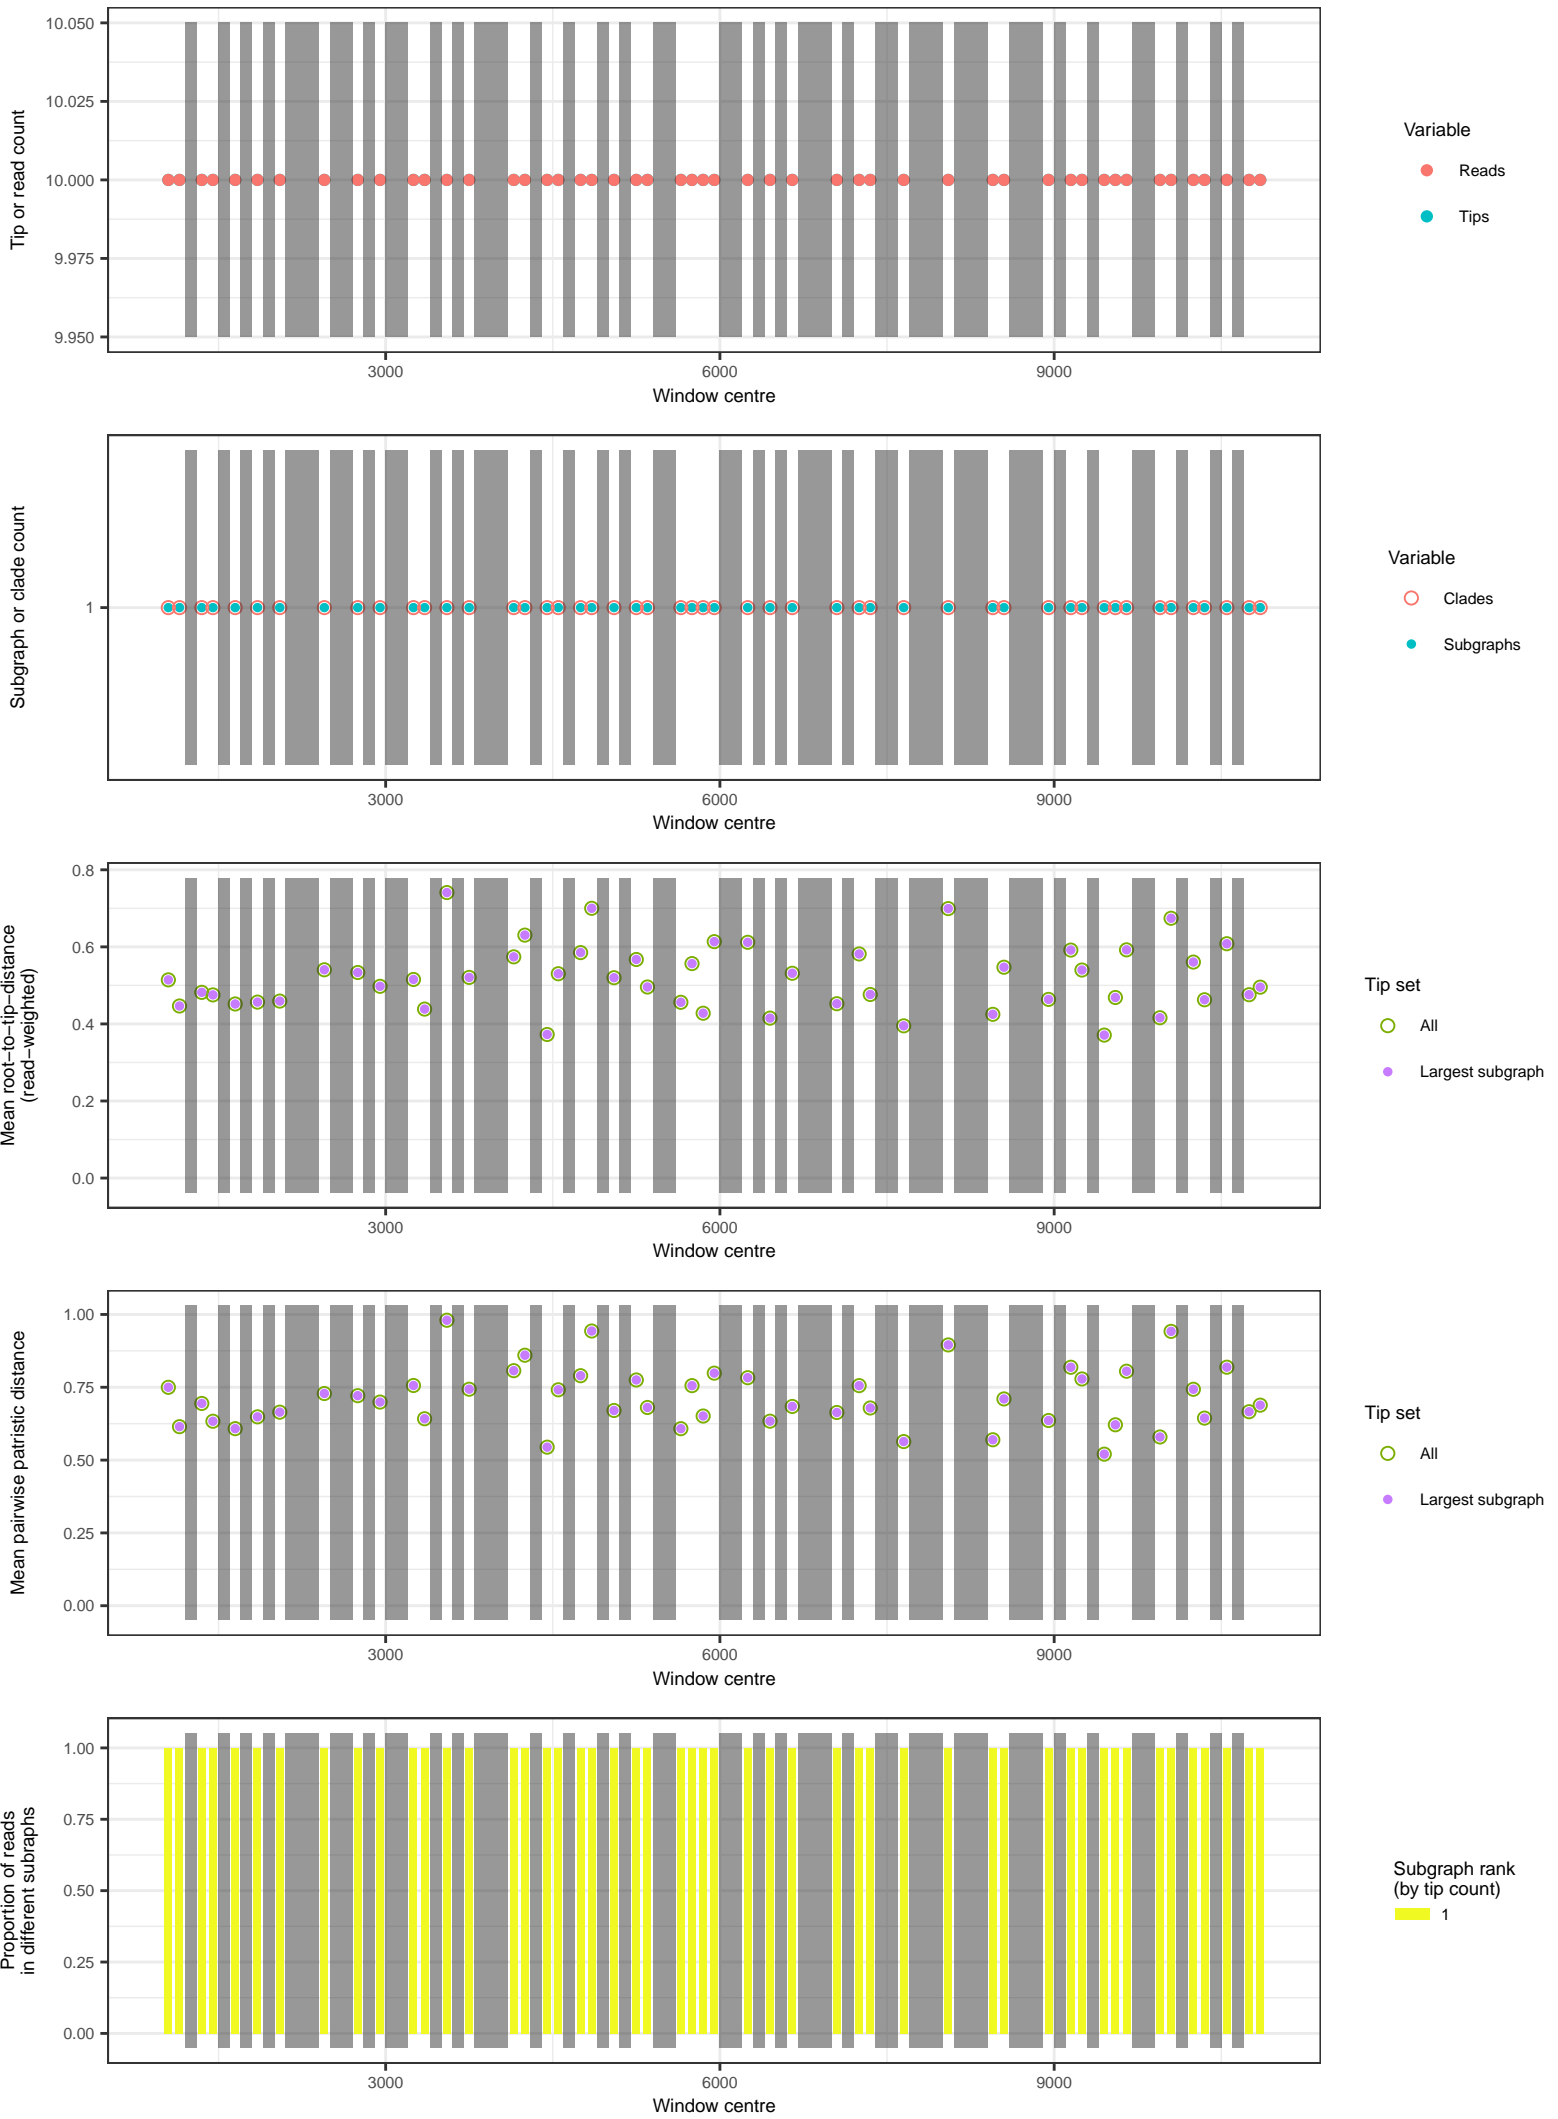 10.050
10.025
10.000
9.975
9.950
Tip or read count
3000
6000
9000
Window centre
Variable
Reads
Tips
1
Subgraph or clade count
3000
6000
9000
Window centre
Variable
Clades
Subgraphs
0.8
0.6
0.4
0.2
0.0
Mean root−to−tip−distance
(read−weighted)
3000
6000
9000
Window centre
Tip set
All
Largest subgraph
1.00
0.75
0.50
0.25
0.00
Mean pairwise patristic distance
3000
6000
9000
Window centre
Tip set
All
Largest subgraph
1.00
0.75
0.50
0.25
0.00
Proportion of reads
in different subraphs
3000
6000
9000
Window centre
Subgraph rank
(by tip count)
1